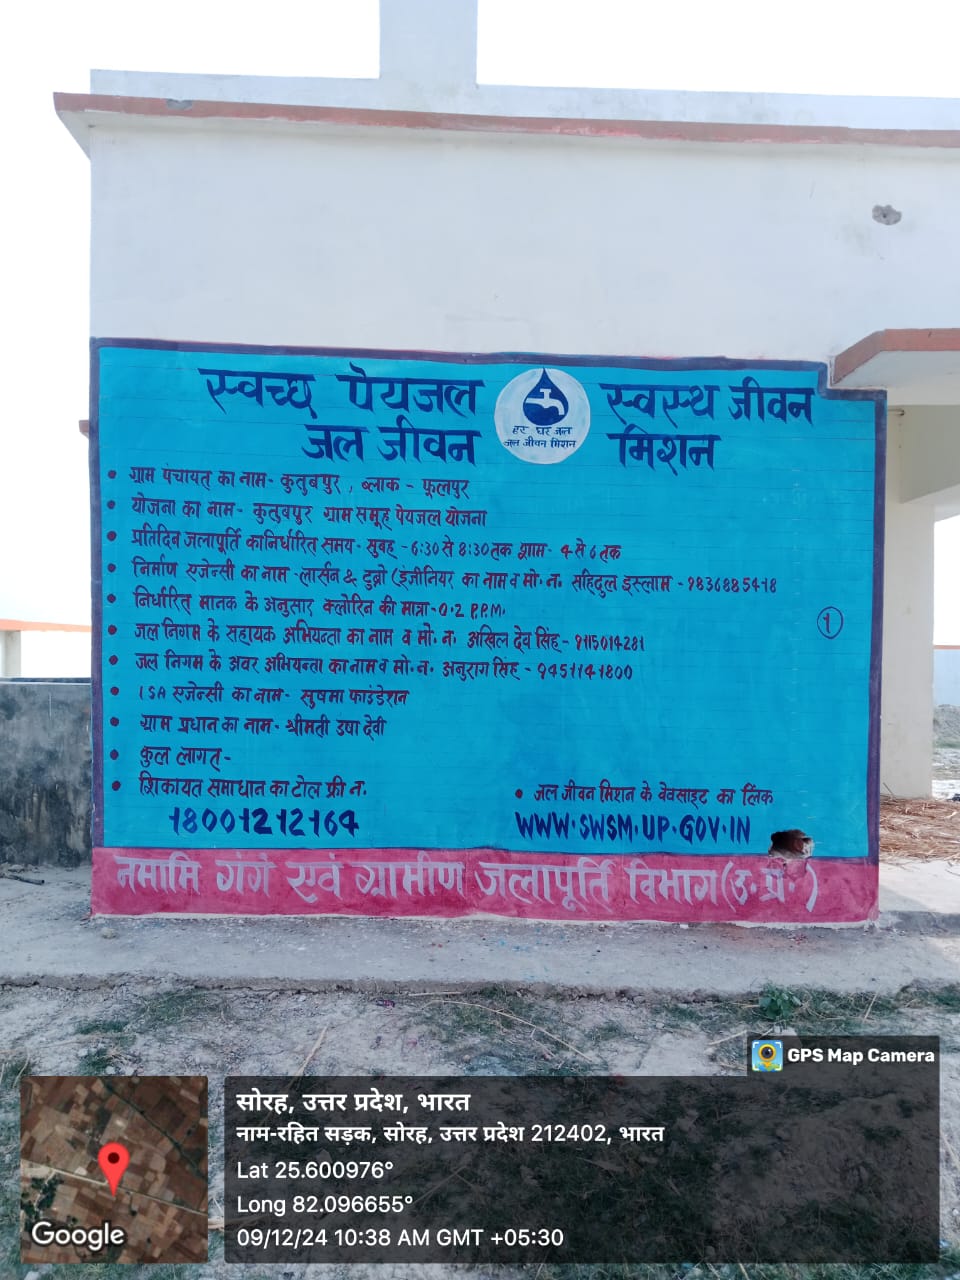 स्वच्छ पेयजल स्वस्थ जीवन
जल जीवन मिशन
हर घर जल
जल जीवन मिशन
• ग्राम पंचायत का नाम- कुतुबपुर , ब्लाक - फूलपुर
• योजना का नाम- कुतुबपुर ग्राम समूह पेयजल योजना
• प्रतिदिन जलापूर्ति का निर्धारित समय- सुबह -6:30 से 8:30 तक शाम- 4 से 6 तक
• निर्माण एजेन्सी का नाम -लार्सन & टुब्रो (इंजीनियर का नाम व मो. न. सहिदुल इस्लाम - 9836885418
• निर्धारित मानक के अनुसार क्लोरिन की मात्रा-0.2 P.P.M.
• जल निगम के सहायक अभियन्ता का नाम व मो. न. अखिल देव सिंह- 9115014281
• जल निगम के अवर अभियन्ता का नाम व मो. न. अनुराग सिंह - 9451141800
• ISA एजेन्सी का नाम- सुषमा फाउंडेशन
• ग्राम प्रधान का नाम- श्रीमती उषा देवी
• कुल लागत-
• शिकायत समाधान का टोल फ्री न.
18001212164
• जल जीवन मिशन के वेवसाइट का लिंक
WWW.SWSM.UP.GOV.IN
1
नमामि गंगे एवं ग्रामीण जलापूर्ति विभाग (उ.प्र.)
GPS Map Camera
सोरह, उत्तर प्रदेश, भारत
नाम-रहित सड़क, सोरह, उत्तर प्रदेश 212402, भारत
Lat 25.600976°
Long 82.096655°
09/12/24 10:38 AM GMT +05:30
Google